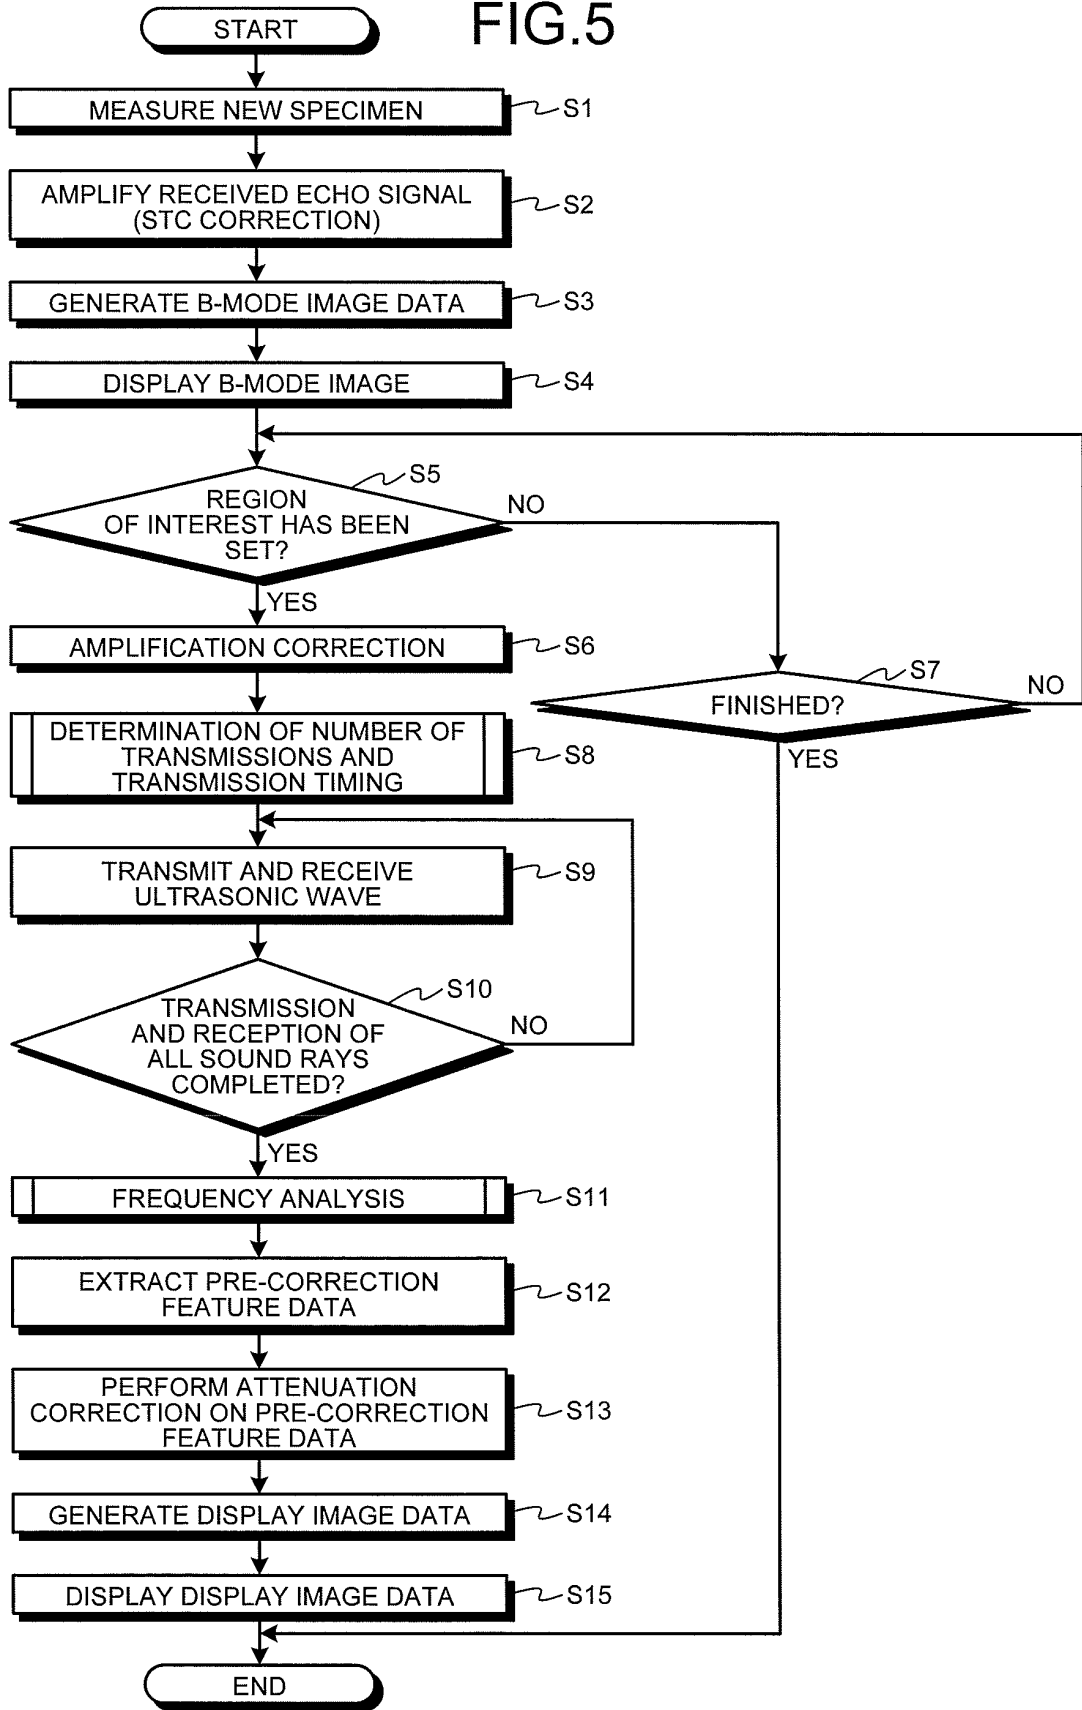 FIG.5
START
MEASURE NEW SPECIMEN
S1
AMPLIFY RECEIVED ECHO SIGNAL
(STC CORRECTION)
S2
GENERATE B-MODE IMAGE DATA
S3
DISPLAY B-MODE IMAGE
S4
S5
REGION
OF INTEREST HAS BEEN
SET?
NO
YES
AMPLIFICATION CORRECTION
S6
S7
FINISHED?
NO
YES
DETERMINATION OF NUMBER OF
TRANSMISSIONS AND
TRANSMISSION TIMING
S8
TRANSMIT AND RECEIVE
ULTRASONIC WAVE
S9
S10
TRANSMISSION
AND RECEPTION OF
ALL SOUND RAYS
COMPLETED?
NO
YES
FREQUENCY ANALYSIS
S11
EXTRACT PRE-CORRECTION
FEATURE DATA
S12
PERFORM ATTENUATION
CORRECTION ON PRE-CORRECTION
FEATURE DATA
S13
GENERATE DISPLAY IMAGE DATA
S14
DISPLAY DISPLAY IMAGE DATA
S15
END